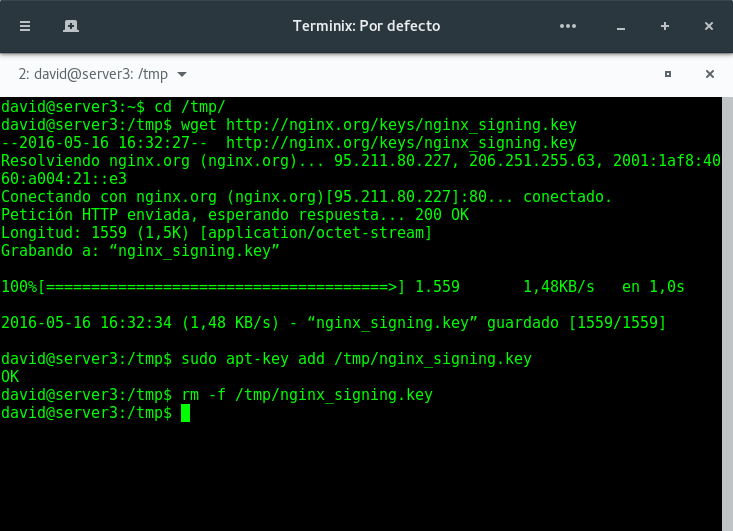 Terminix: Por defecto
2: david@server3: /tmp
david@server3:~$ cd /tmp/
david@server3:/tmp$ wget http://nginx.org/keys/nginx_signing.key
--2016-05-16 16:32:27--  http://nginx.org/keys/nginx_signing.key
Resolviendo nginx.org (nginx.org)... 95.211.80.227, 206.251.255.63, 2001:1af8:40
60:a004:21::e3
Conectando con nginx.org (nginx.org)[95.211.80.227]:80... conectado.
Petición HTTP enviada, esperando respuesta... 200 OK
Longitud: 1559 (1,5K) [application/octet-stream]
Grabando a: “nginx_signing.key”
100%[======================================>] 1.559       1,48KB/s   en 1,0s
2016-05-16 16:32:34 (1,48 KB/s) - “nginx_signing.key” guardado [1559/1559]
david@server3:/tmp$ sudo apt-key add /tmp/nginx_signing.key
OK
david@server3:/tmp$ rm -f /tmp/nginx_signing.key
david@server3:/tmp$